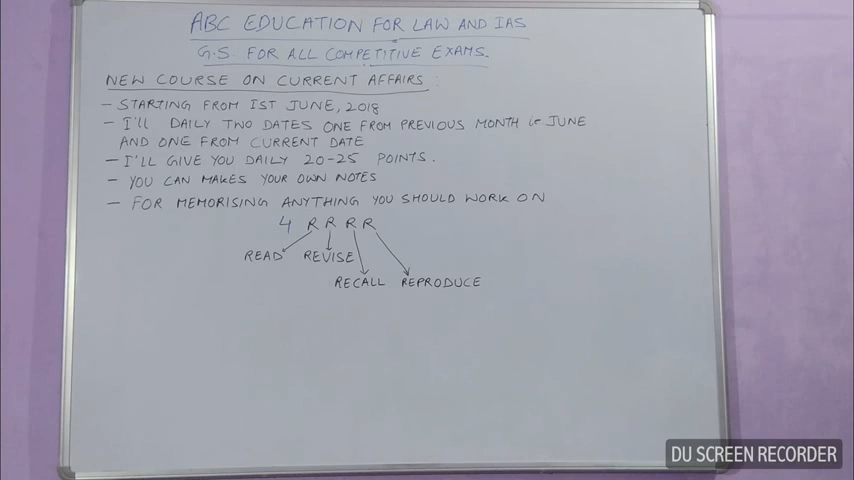 ABC EDUCATION FOR LAW AND IAS
G.S. FOR ALL COMPETITIVE EXAMS.
NEW COURSE ON CURRENT AFFAIRS :
- STARTING FROM IST JUNE, 2018
- I'LL DAILY TWO DATES ONE FROM PREVIOUS MONTH i.e JUNE
AND ONE FROM CURRENT DATE
- I'LL GIVE YOU DAILY 20-25 POINTS.
- YOU CAN MAKES YOUR OWN NOTES
- FOR MEMORISING ANYTHING YOU SHOULD WORK ON
4 R R R R
READ REVISE
RECALL REPRODUCE
DU SCREEN RECORDER